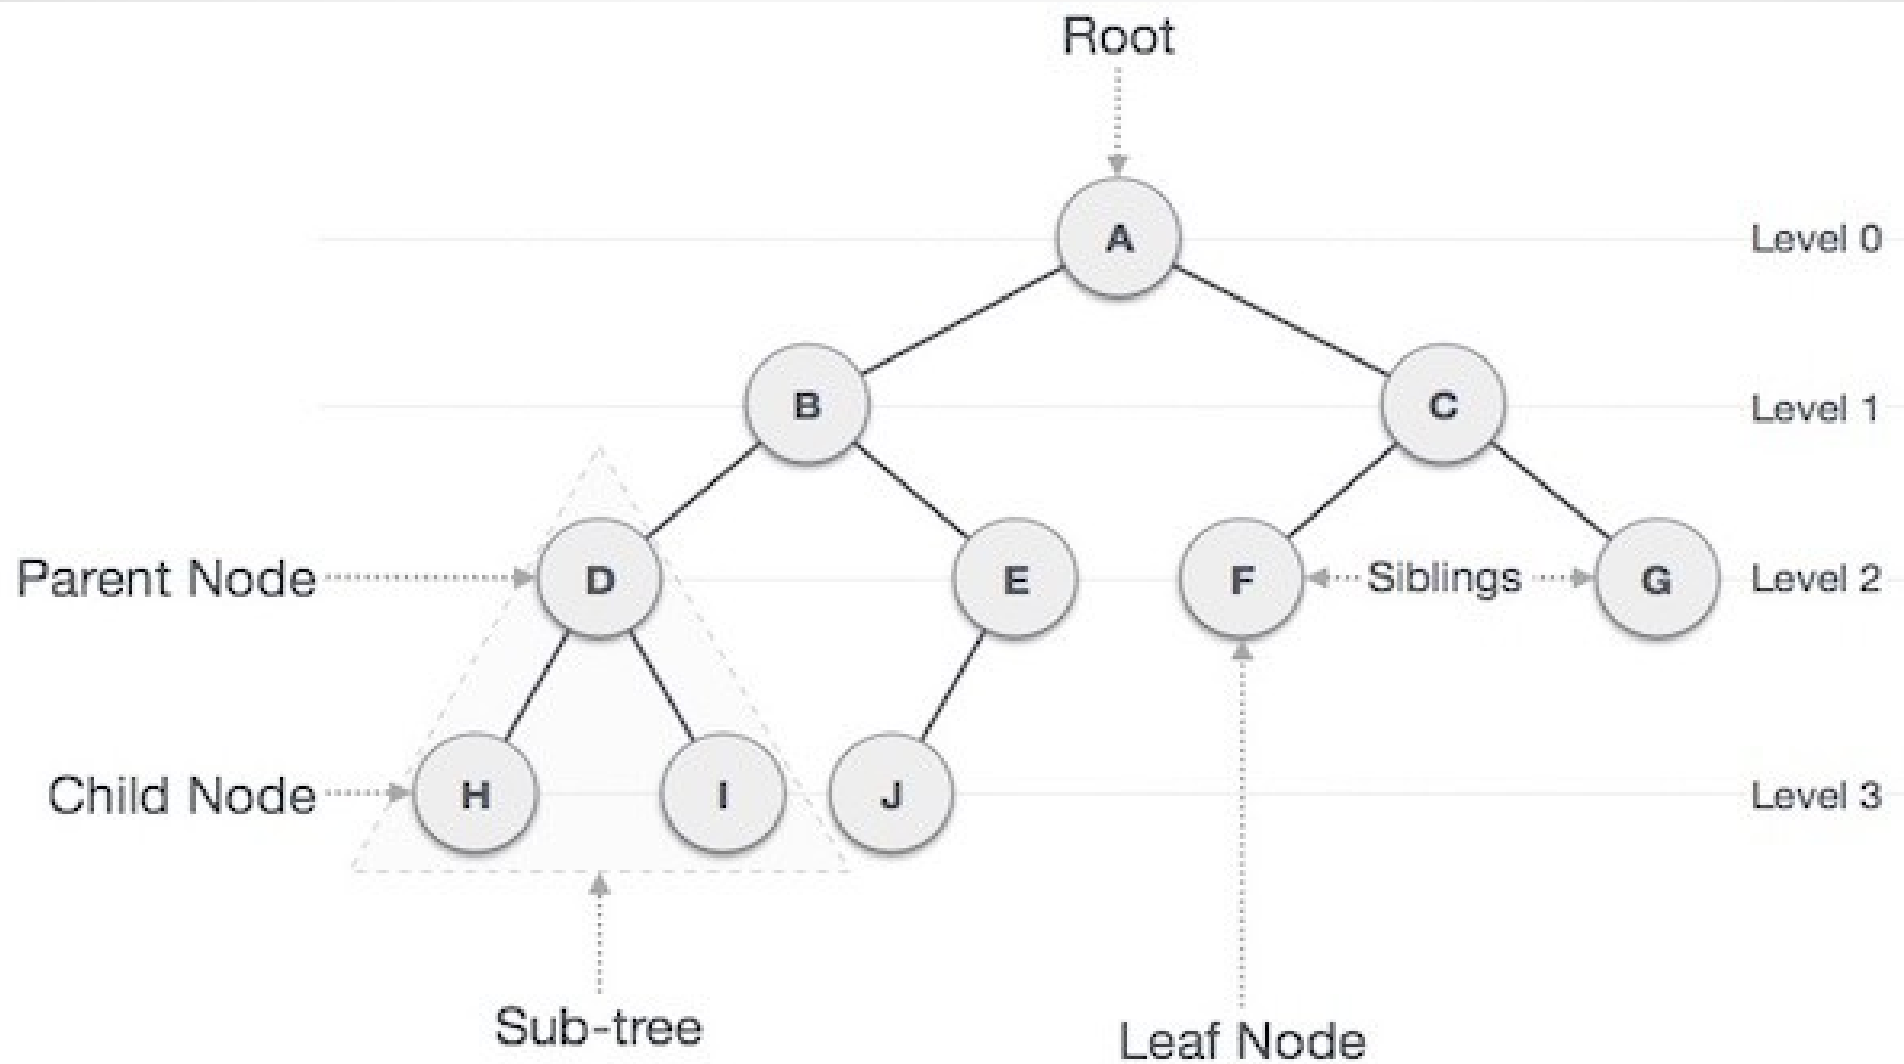 Root
A
Level 0
B
C
Level 1
Parent Node
D
E
F
Siblings
G
Level 2
Child Node
H
I
J
Level 3
Sub-tree
Leaf Node